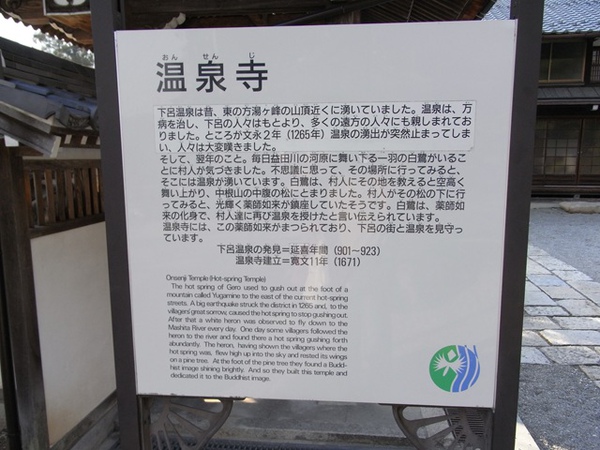 おん せん じ
温泉寺
下呂温泉は昔、東の方湯ヶ峰の山頂近くに湧いていました。温泉は、万
病を治し、下呂の人々はもとより、多くの遠方の人々にも親しまれてお
りました。ところが文永2年（1265年）温泉の湧出が突然止まってしま
い、人々は大変嘆きました。
そして、翌年のこと。毎日益田川の河原に舞い下る一羽の白鷺がいるこ
とに村人が気づきました。不思議に思って、その場所に行ってみると、
そこには温泉が湧いています。白鷺は、村人にその地を教えると空高く
舞い上がり、中根山の中腹の松にとまりました。村人がその松の下に行
ってみると、光輝く薬師如来が鎮座していたそうです。白鷺は、薬師如
来の化身で、村人達に再び温泉を授けたと言い伝えられています。
温泉寺には、この薬師如来がまつられており、下呂の街と温泉を見守っ
ています。
下呂温泉の発見＝延喜年間（901〜923）
温泉寺建立＝寛文11年（1671）
Onsenji Temple (Hot-spring Temple)
The hot spring of Gero used to gush out at the foot of a
mountain called Yugamine to the east of the current hot-spring
streets. A big earthquake struck the district in 1265 and, to the
villagers' great sorrow, caused the hot spring to stop gushing out.
After that a white heron was observed to fly down to the
Mashita River every day. One day some villagers followed the
heron to the river and found there a hot spring gushing forth
abundantly. The heron, having shown the villagers where the
hot spring was, flew high up into the sky and rested its wings
on a pine tree. At the foot of the pine tree they found a Budd-
hist image shining brightly. And so they built this temple and
dedicated it to the Buddhist image.